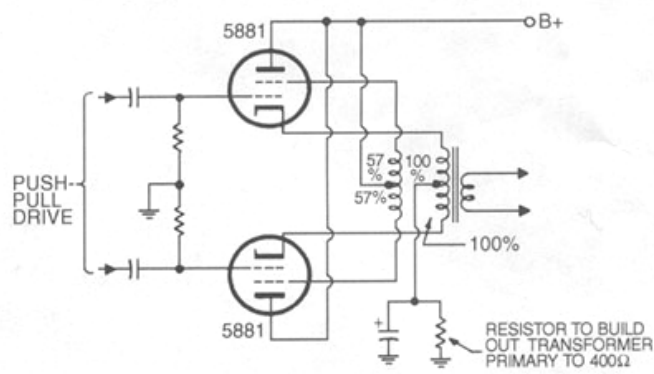 5881
B+
57
%
100
%
57%
PUSH-
PULL
DRIVE
100%
5881
+
RESISTOR TO BUILD
OUT TRANSFORMER
PRIMARY TO 400Ω